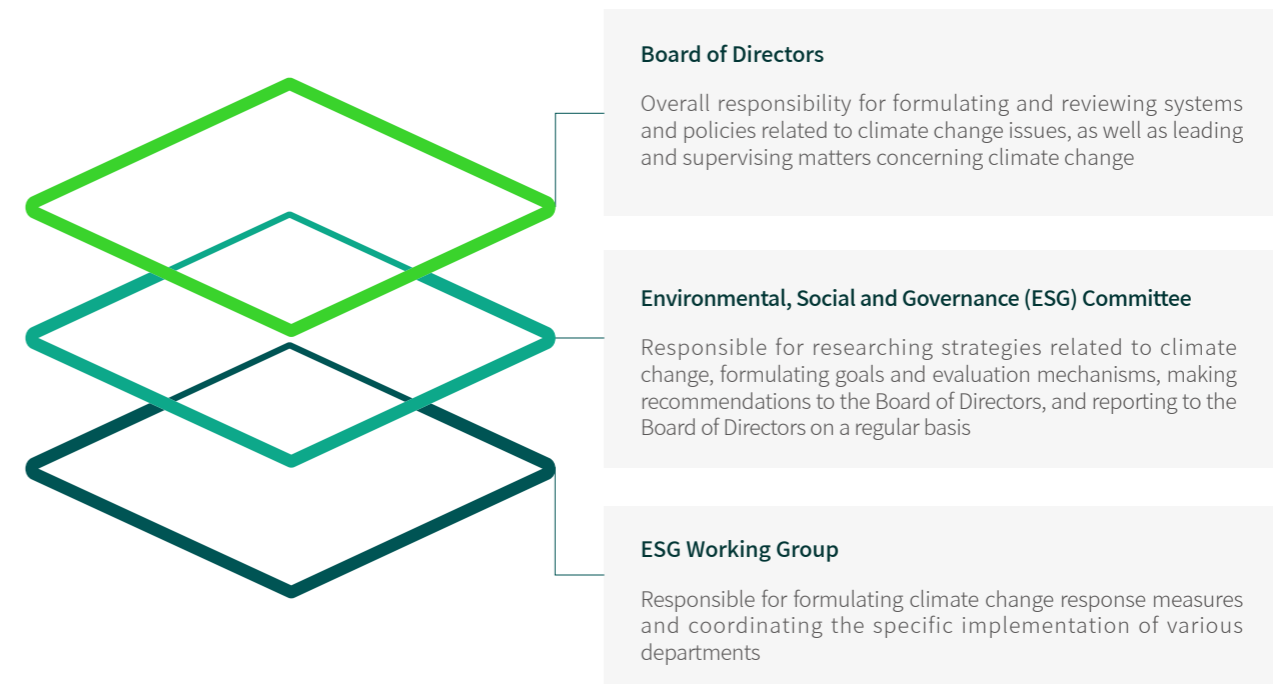 Board of Directors
Overall responsibility for formulating and reviewing systems
and policies related to climate change issues, as well as leading
and supervising matters concerning climate change
Environmental, Social and Governance (ESG) Committee
Responsible for researching strategies related to climate
change, formulating goals and evaluation mechanisms, making
recommendations to the Board of Directors, and reporting to the
Board of Directors on a regular basis
ESG Working Group
Responsible for formulating climate change response measures
and coordinating the specific implementation of various
departments